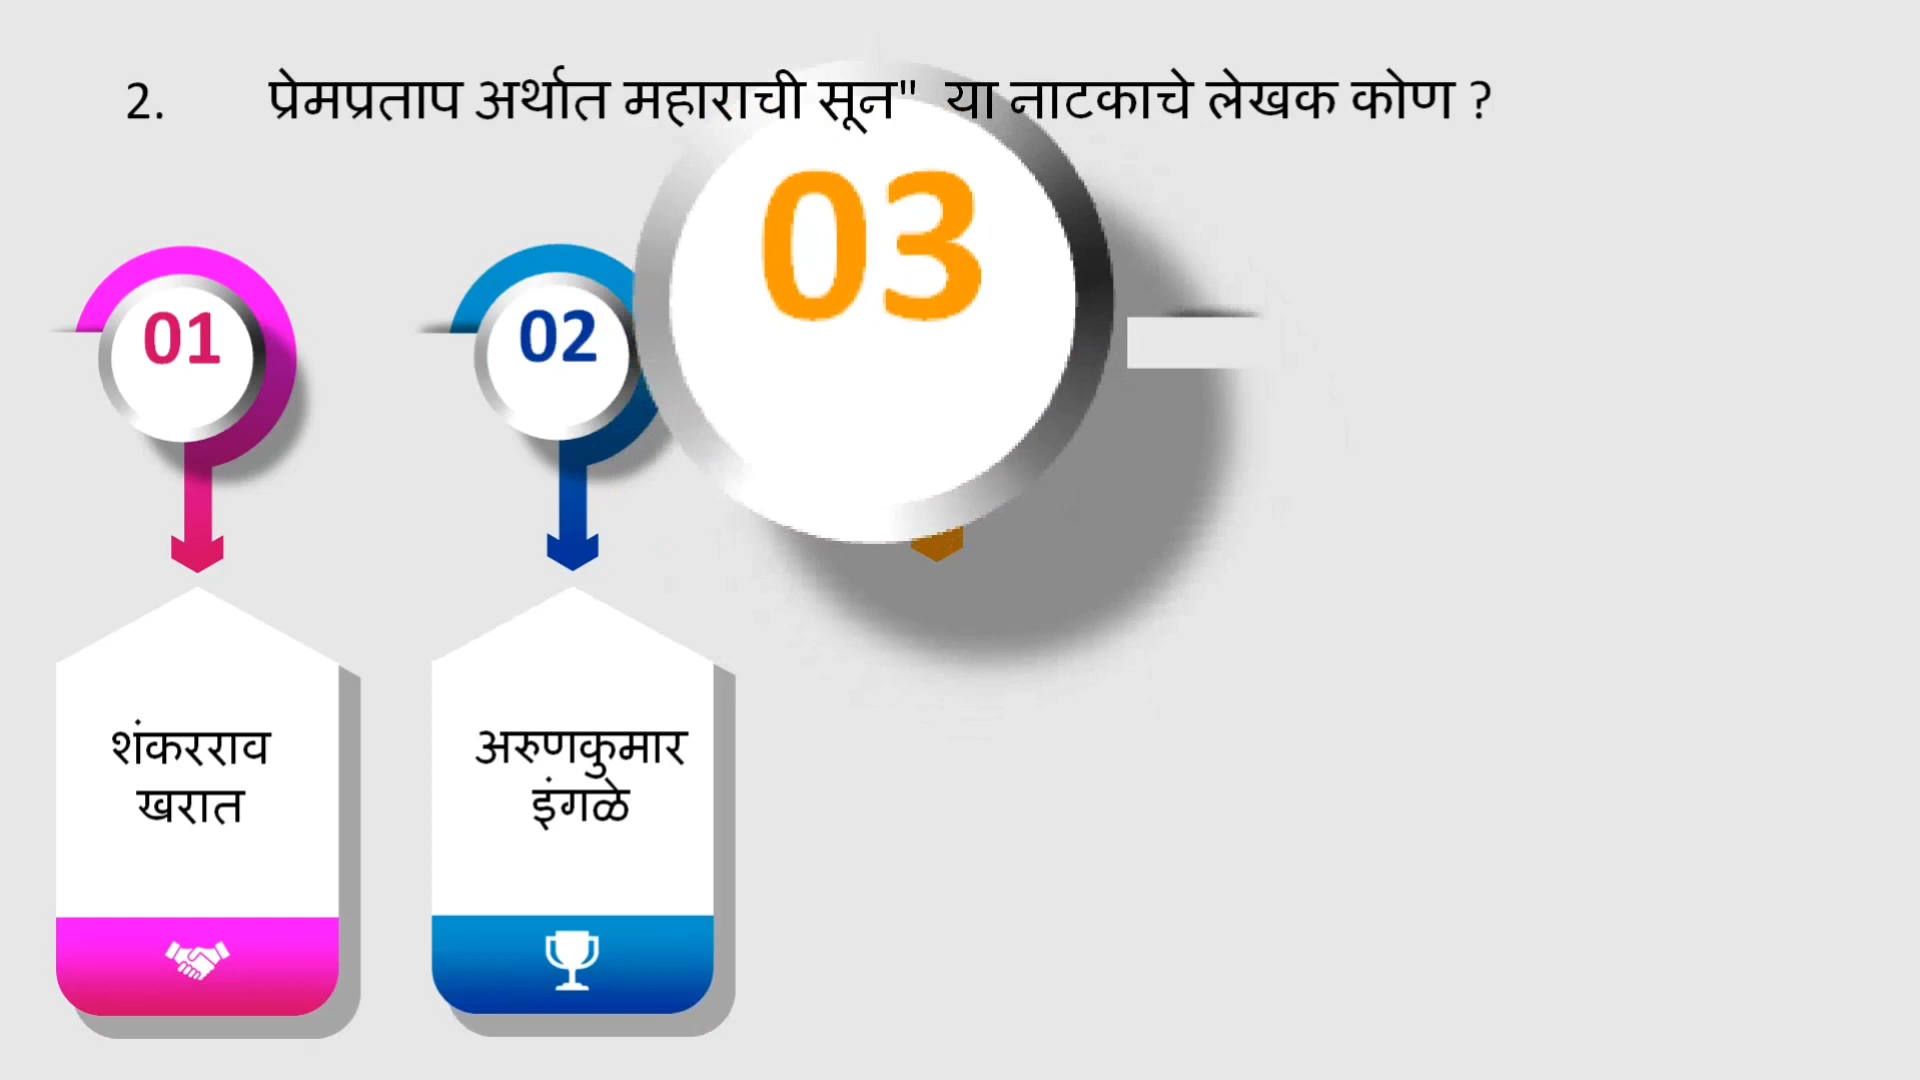 2. प्रेमप्रताप अर्थात महाराची सून" या नाटकाचे लेखक कोण ?
01
02
03
शंकरराव
खरात
अरुणकुमार
इंगळे